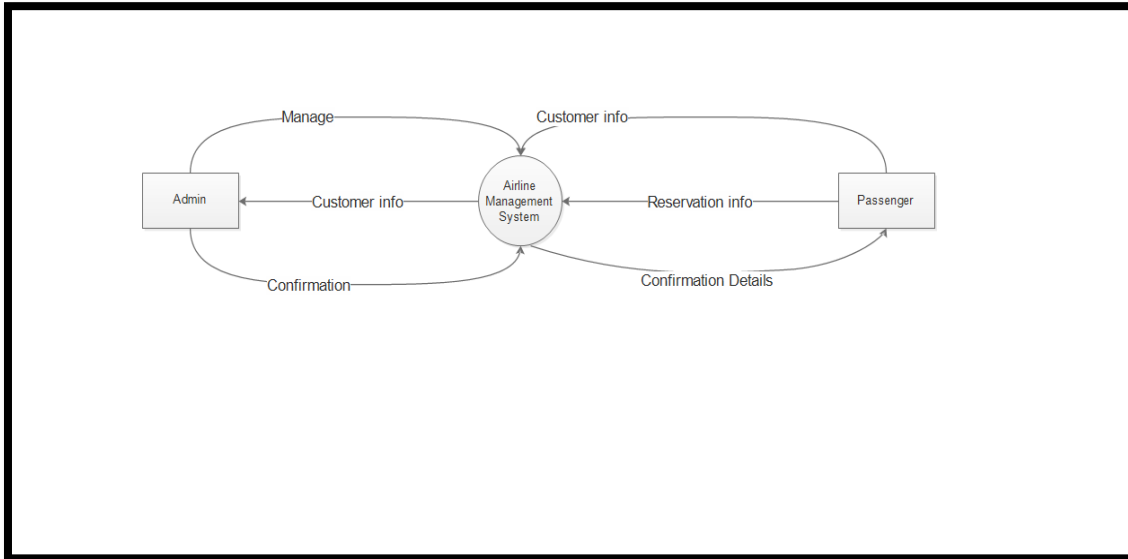 Manage
Customer info
Airline
Management
System
Admin
Customer info
Reservation info
Passenger
Confirmation
Confirmation Details